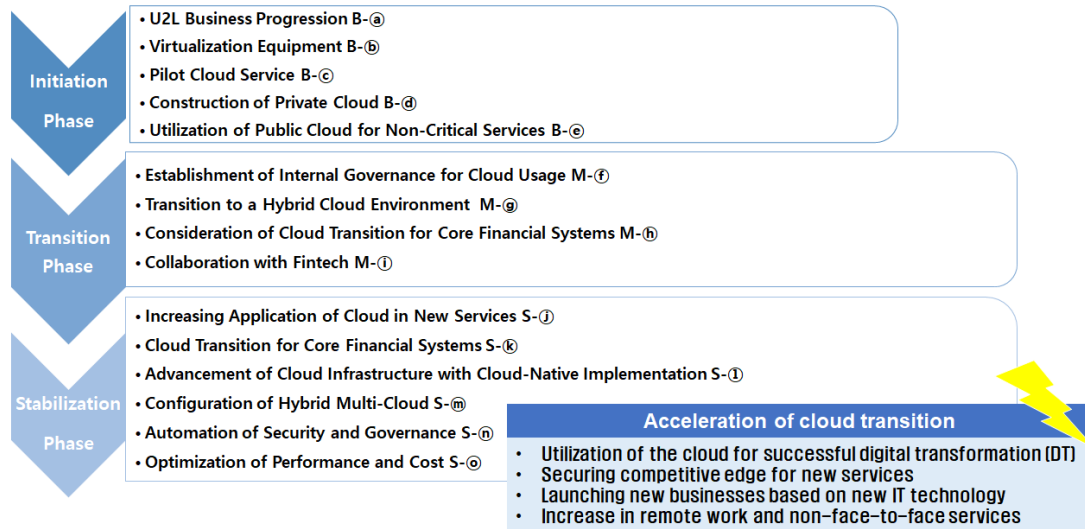 Initiation
Phase
• U2L Business Progression B-ⓐ
• Virtualization Equipment B-ⓑ
• Pilot Cloud Service B-ⓒ
• Construction of Private Cloud B-ⓓ
• Utilization of Public Cloud for Non-Critical Services B-ⓔ
Transition
Phase
• Establishment of Internal Governance for Cloud Usage M-ⓕ
• Transition to a Hybrid Cloud Environment M-ⓖ
• Consideration of Cloud Transition for Core Financial Systems M-ⓗ
• Collaboration with Fintech M-ⓘ
Stabilization
Phase
• Increasing Application of Cloud in New Services S-ⓙ
• Cloud Transition for Core Financial Systems S-ⓚ
• Advancement of Cloud Infrastructure with Cloud-Native Implementation S-ⓛ
• Configuration of Hybrid Multi-Cloud S-ⓜ
• Automation of Security and Governance S-ⓝ
• Optimization of Performance and Cost S-ⓞ
Acceleration of cloud transition
• Utilization of the cloud for successful digital transformation (DT)
• Securing competitive edge for new services
• Launching new businesses based on new IT technology
• Increase in remote work and non-face-to-face services